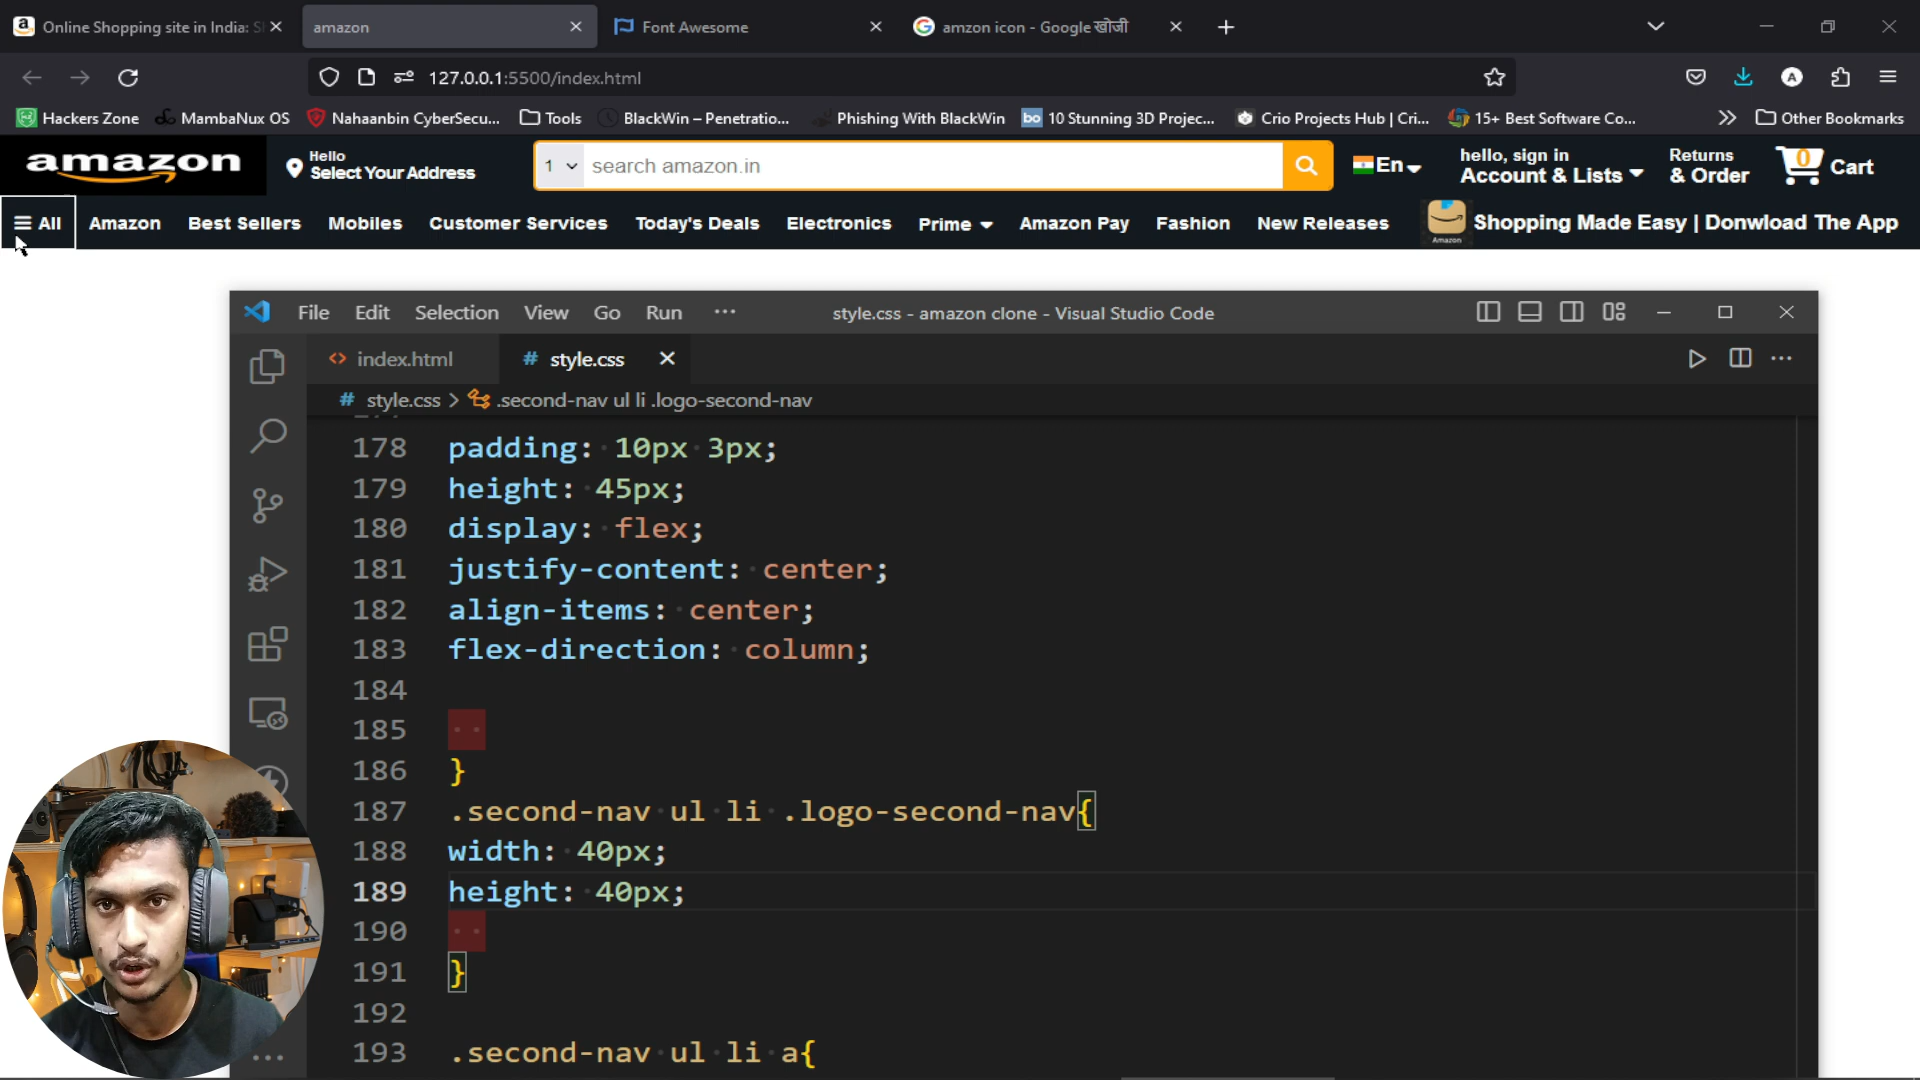 Online Shopping site in India: S
amazon
Font Awesome
amzon icon - Google खोजी
127.0.0.1:5500/index.html
Hackers Zone
MambaNux OS
Nahaanbin CyberSecu...
Tools
BlackWin – Penetratio...
Phishing With BlackWin
bo 10 Stunning 3D Projec...
Crio Projects Hub | Cri...
15+ Best Software Co...
Other Bookmarks
amazon
Hello
Select Your Address
1
search amazon.in
En
hello, sign in
Account & Lists
Returns
& Order
0
Cart
All
Amazon
Best Sellers
Mobiles
Customer Services
Today's Deals
Electronics
Prime
Amazon Pay
Fashion
New Releases
Amazon
Shopping Made Easy | Donwload The App
File Edit Selection View Go Run ...
style.css - amazon clone - Visual Studio Code
<> index.html
# style.css
# style.css > .second-nav ul li .logo-second-nav
178 padding: 10px 3px;
179 height: 45px;
180 display: flex;
181 justify-content: center;
182 align-items: center;
183 flex-direction: column;
184
185
186 }
187 .second-nav ul li .logo-second-nav{
188 width: 40px;
189 height: 40px;
190
191 }
192
193 .second-nav ul li a{